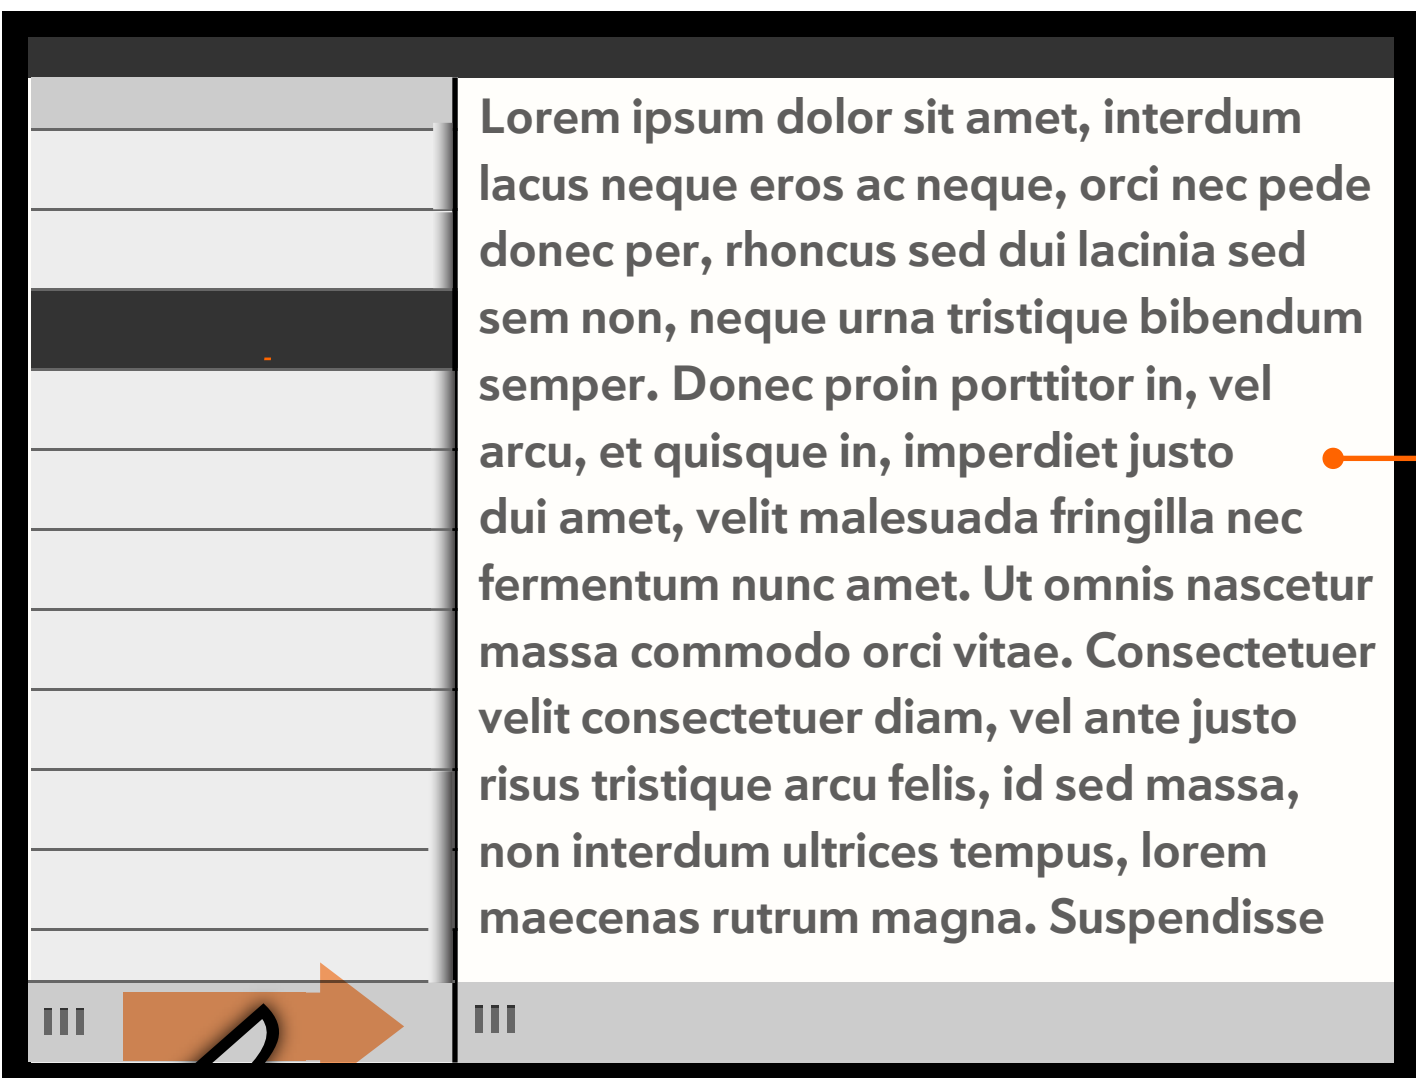 Lorem ipsum dolor sit amet, interdum
lacus neque eros ac neque, orci nec pede
donec per, rhoncus sed dui lacinia sed
sem non, neque urna tristique bibendum
semper. Donec proin porttitor in, vel
arcu, et quisque in, imperdiet justo
dui amet, velit malesuada fringilla nec
fermentum nunc amet. Ut omnis nascetur
massa commodo orci vitae. Consectetuer
velit consectetuer diam, vel ante justo
risus tristique arcu felis, id sed massa,
non interdum ultrices tempus, lorem
maecenas rutrum magna. Suspendisse